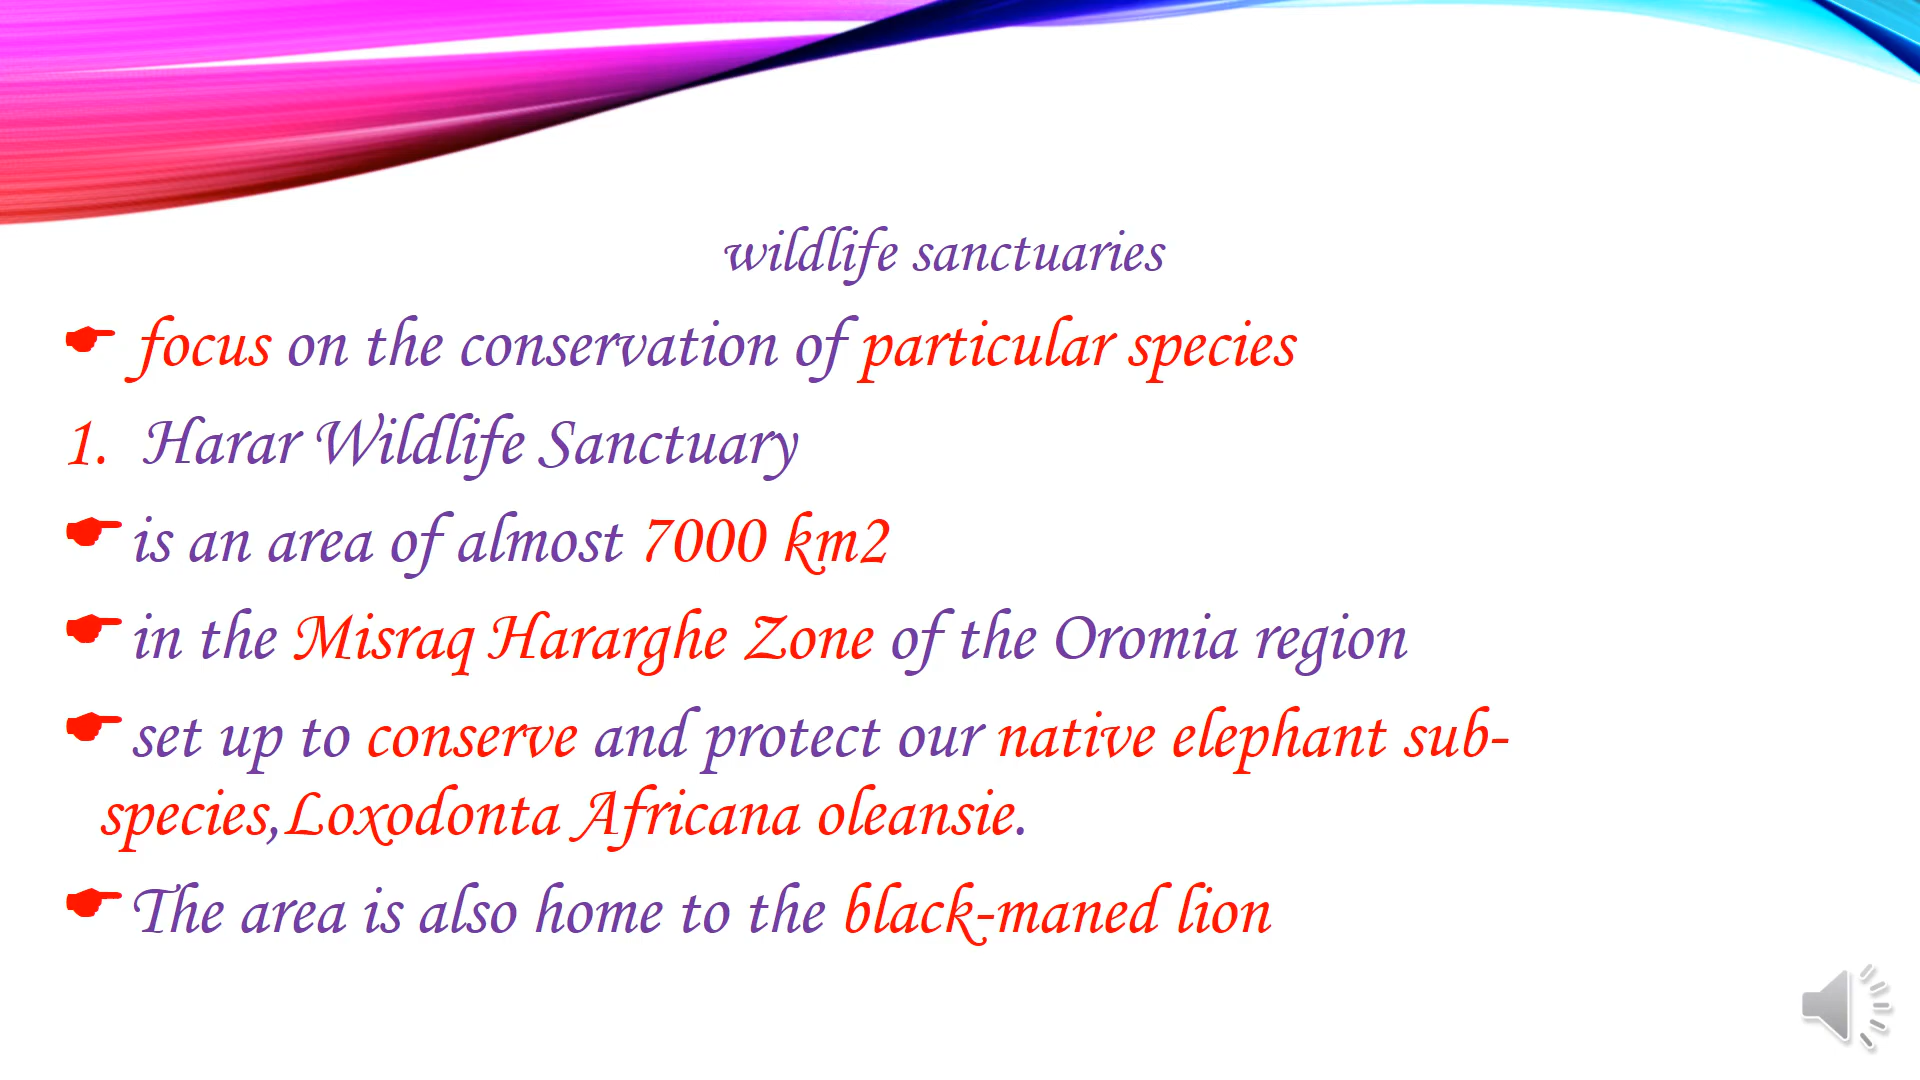 wildlife sanctuaries
focus on the conservation of particular species
1. Harar Wildlife Sanctuary
is an area of almost 7000 km2
in the Misraq Hararghe Zone of the Oromia region
set up to conserve and protect our native elephant sub-
species,Loxodonta Africana oleansie.
The area is also home to the black-maned lion